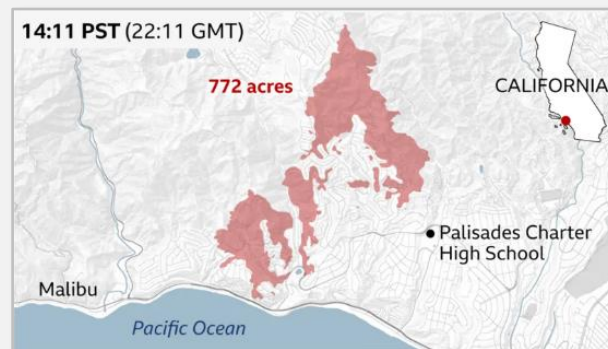 14:11 PST (22:11 GMT)
772 acres
CALIFORNIA
Palisades Charter
High School
Malibu
Pacific Ocean